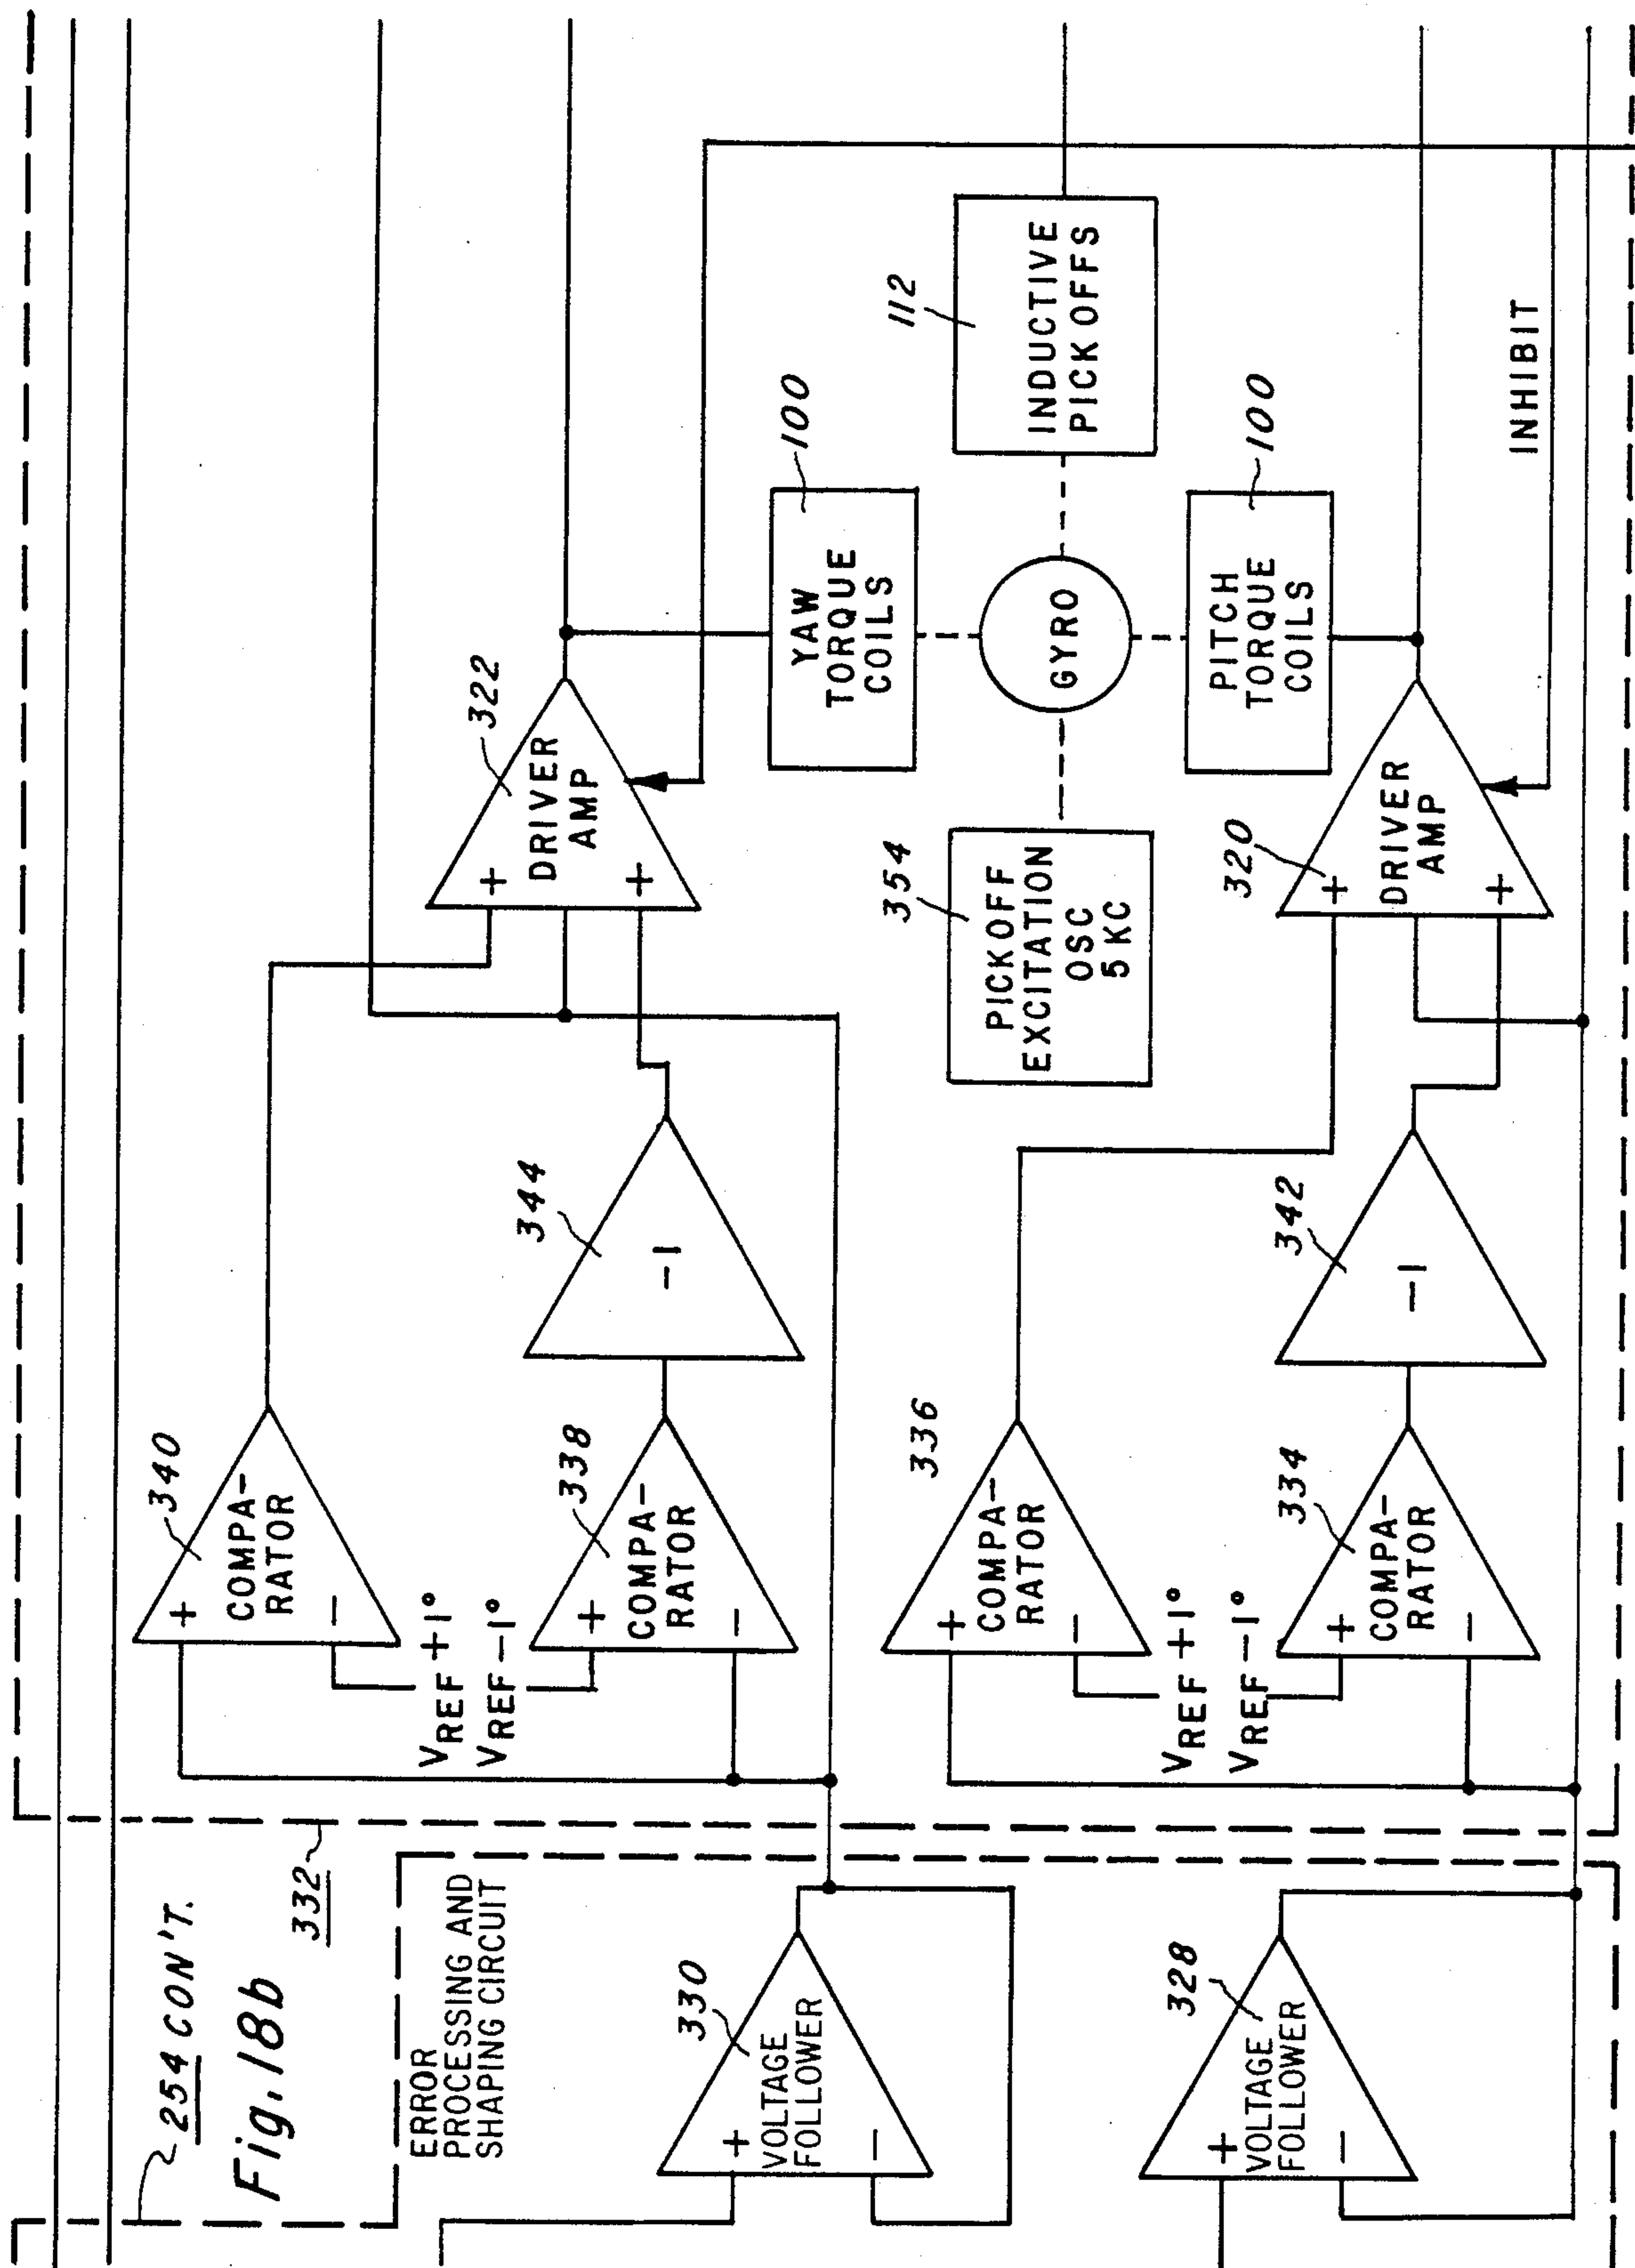 254 CON'T.
Fig. 18b
332
ERROR
PROCESSING AND
SHAPING CIRCUIT
330
+
VOLTAGE
FOLLOWER
−
328
+
VOLTAGE
FOLLOWER
−
340
+
COMPA-
RATOR
−
VREF +1°
VREF −1°
338
+
COMPA-
RATOR
−
344
−1
322
+
DRIVER
AMP
+
336
+
COMPA-
RATOR
−
VREF +1°
VREF −1°
334
+
COMPA-
RATOR
−
342
−1
320
+
DRIVER
AMP
+
100
YAW
TORQUE
COILS
354
PICKOFF
EXCITATION
OSC
5 KC
GYRO
112
INDUCTIVE
PICK OFFS
100
PITCH
TORQUE
COILS
INHIBIT